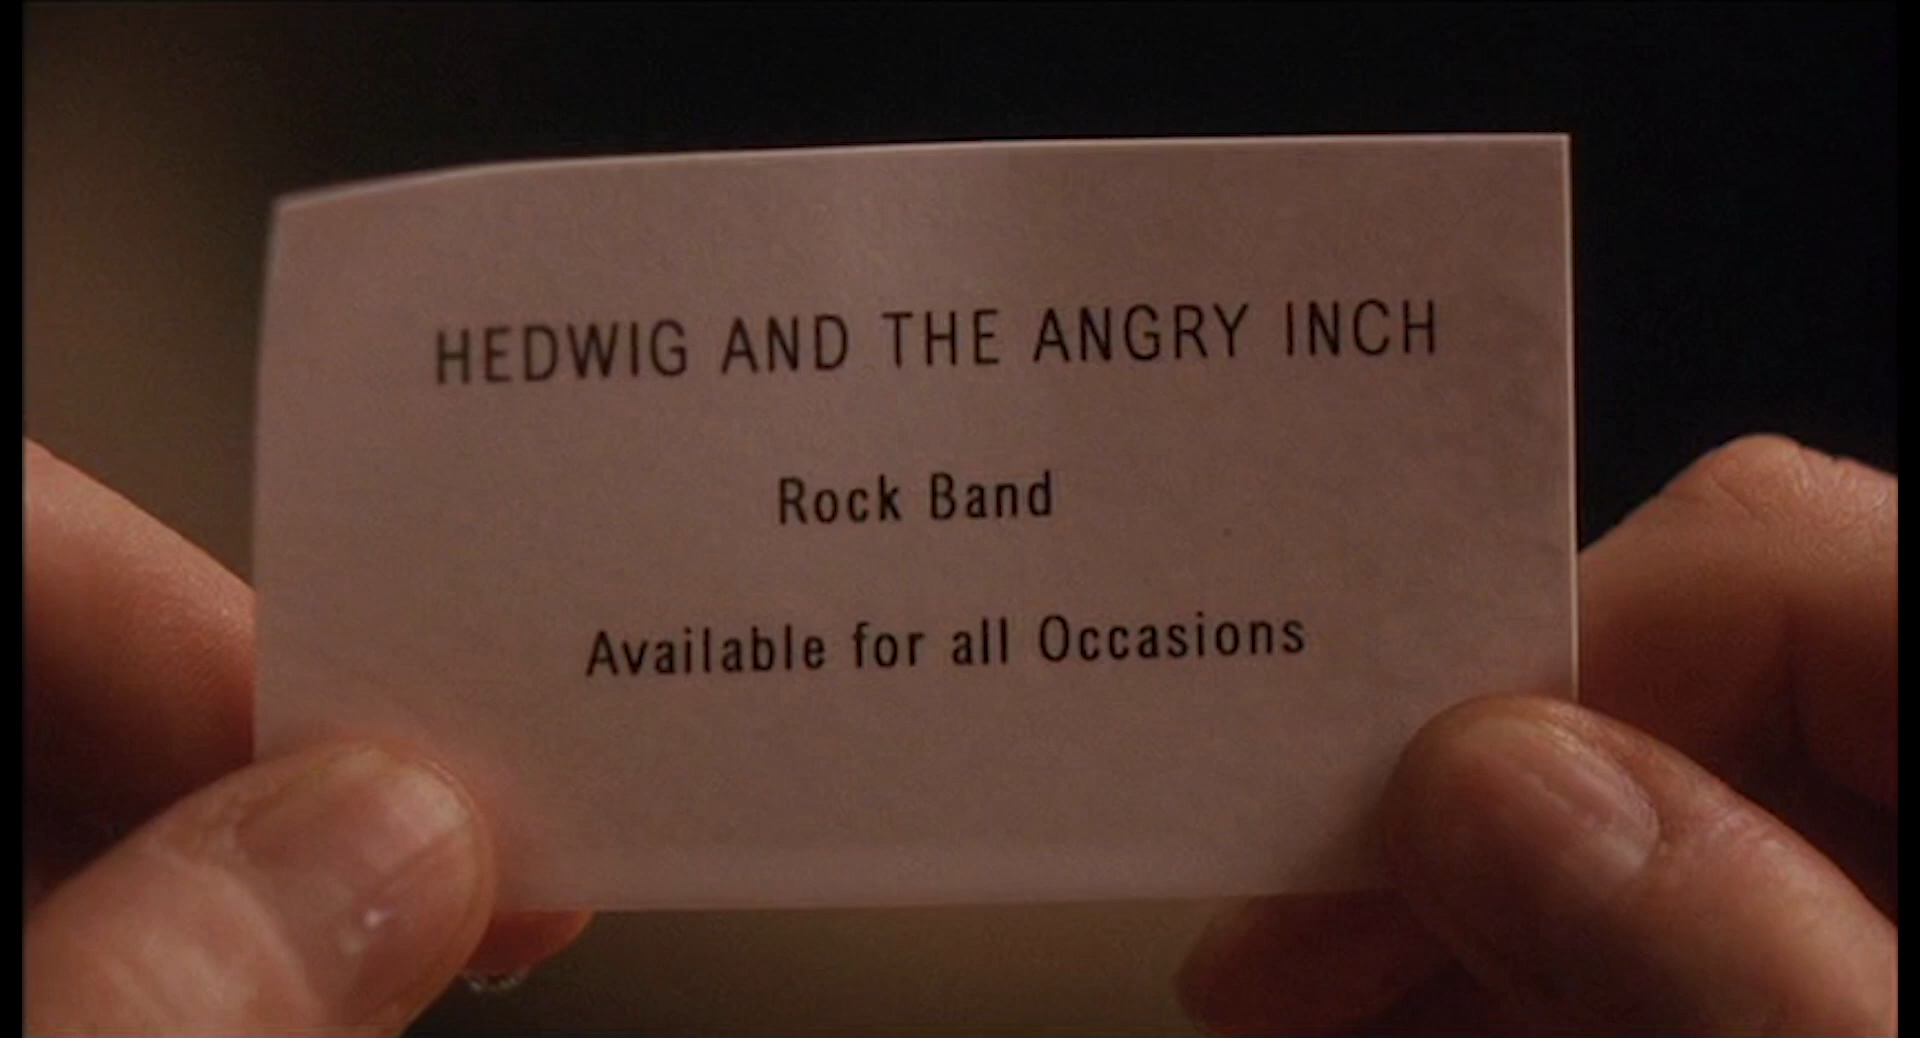 HEDWIG AND THE ANGRY INCH
Rock Band
Available for all Occasions